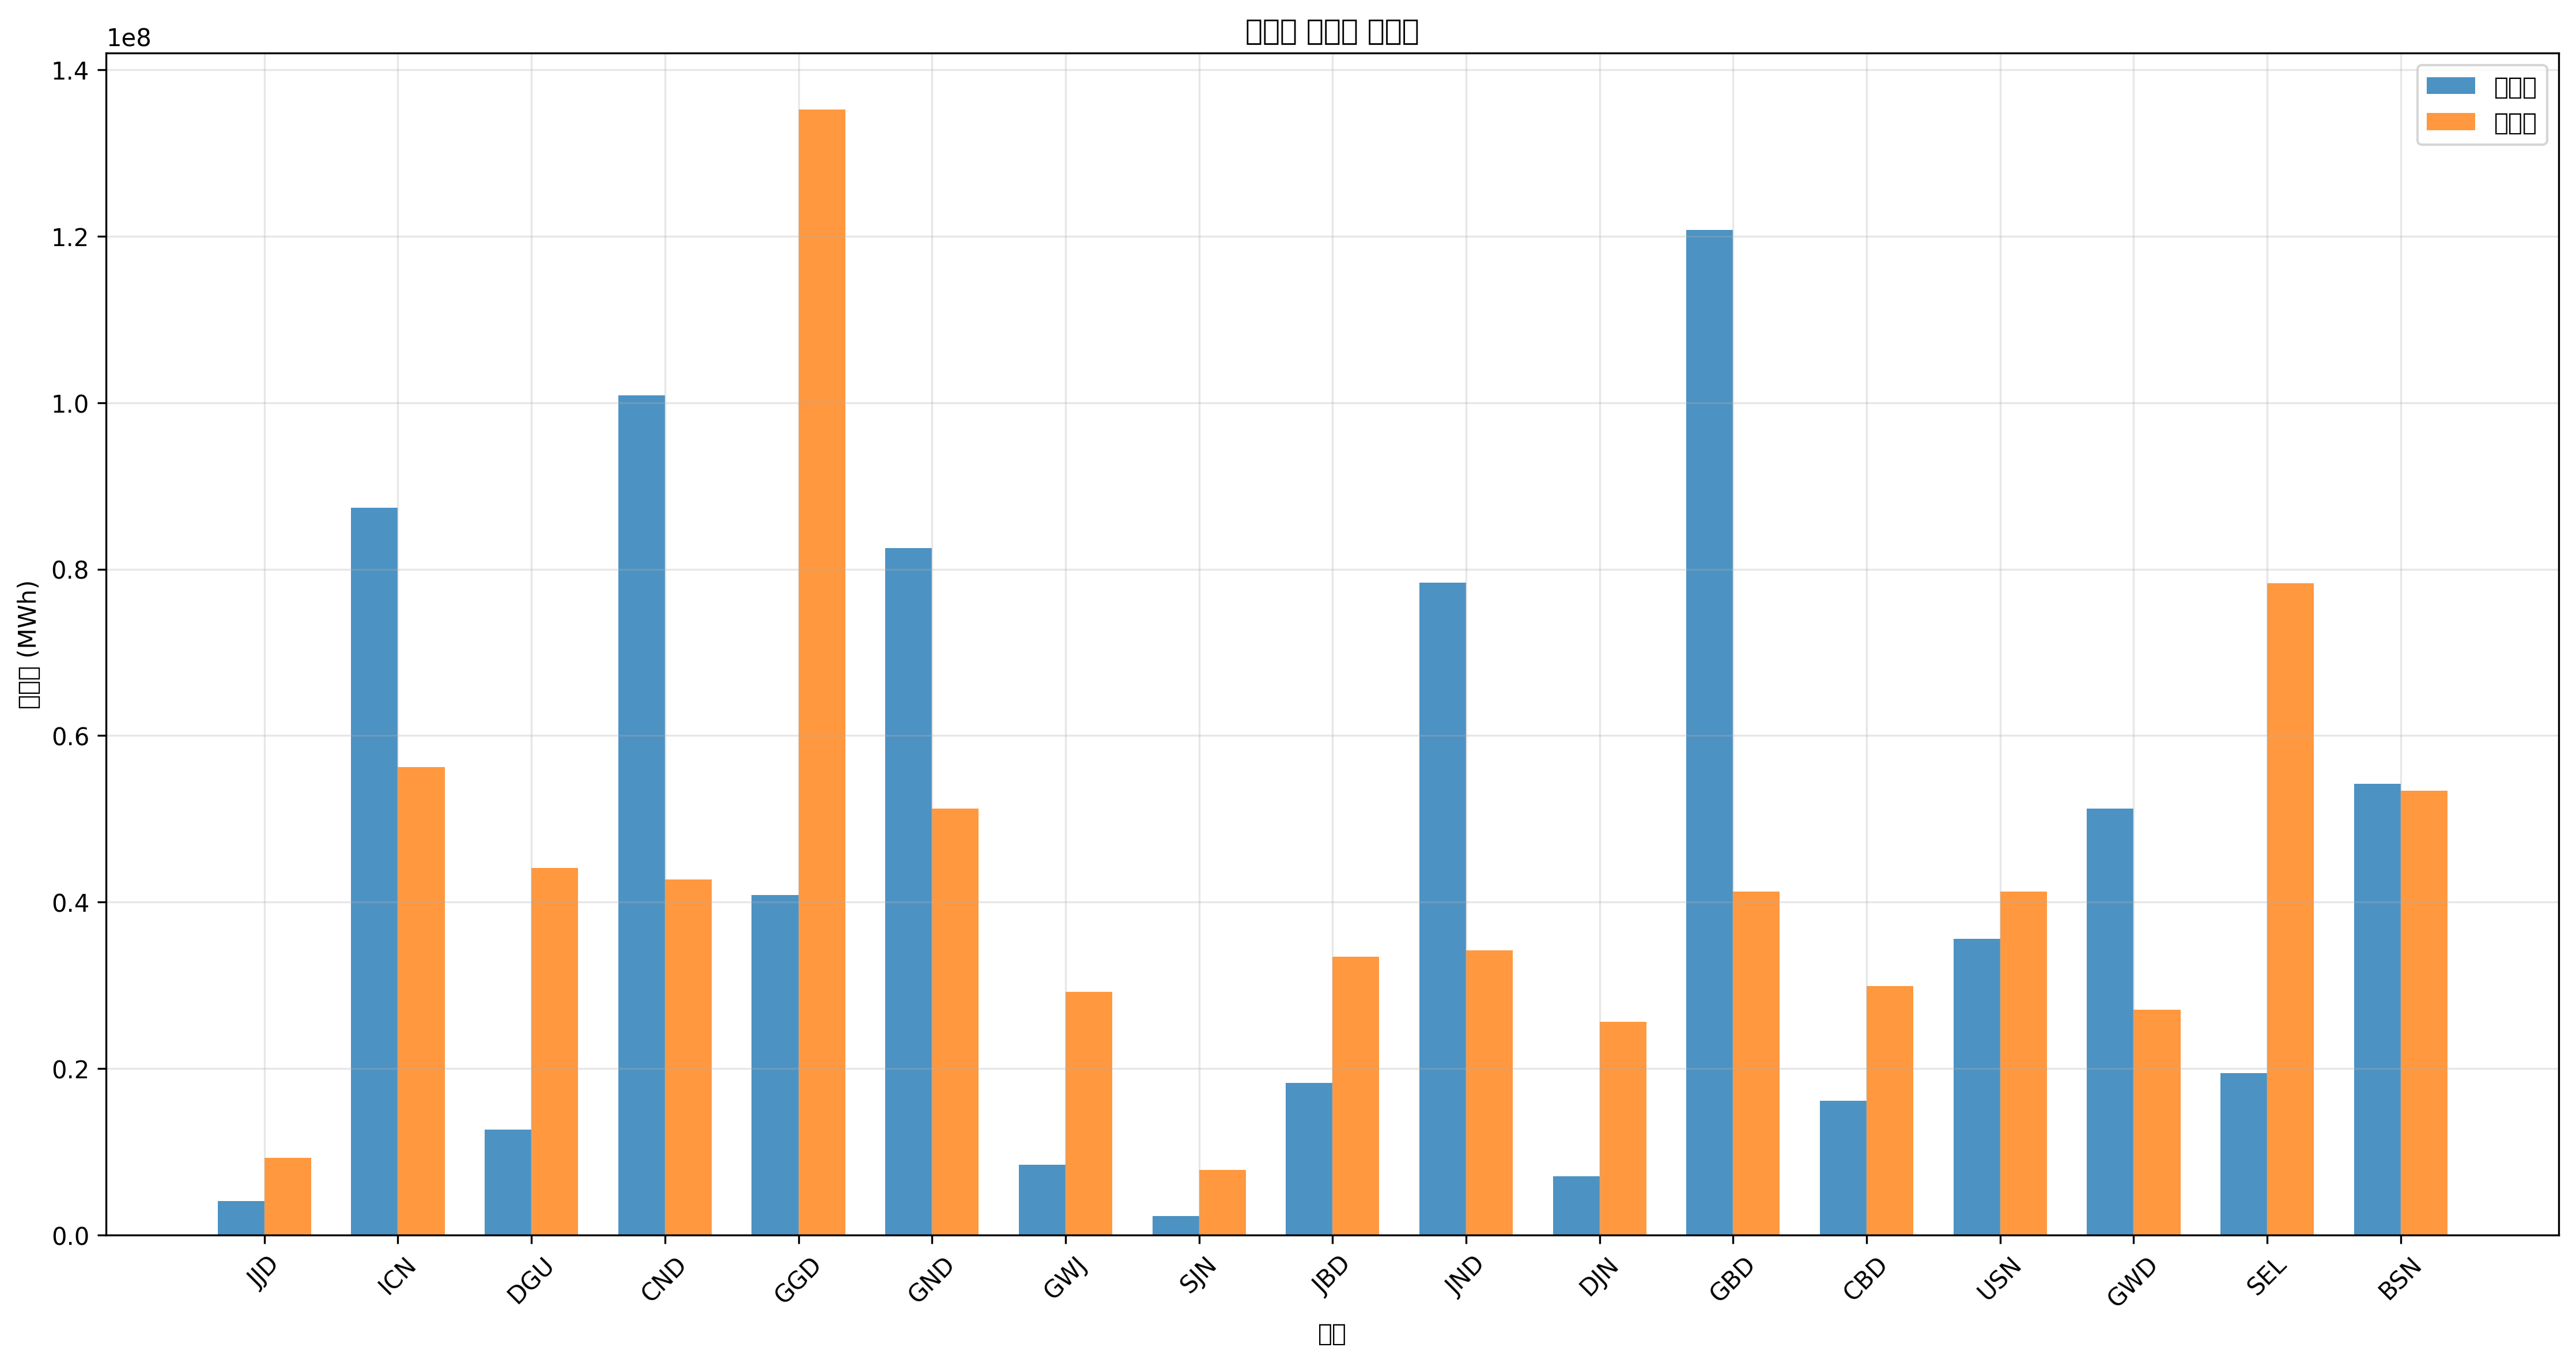 1e8
1.4
1.2
1.0
0.8
0.6
0.4
0.2
0.0
(MWh)
JJD
ICN
DGU
CND
GGD
GND
GWJ
SJN
JBD
JND
DJN
GBD
CBD
USN
GWD
SEL
BSN